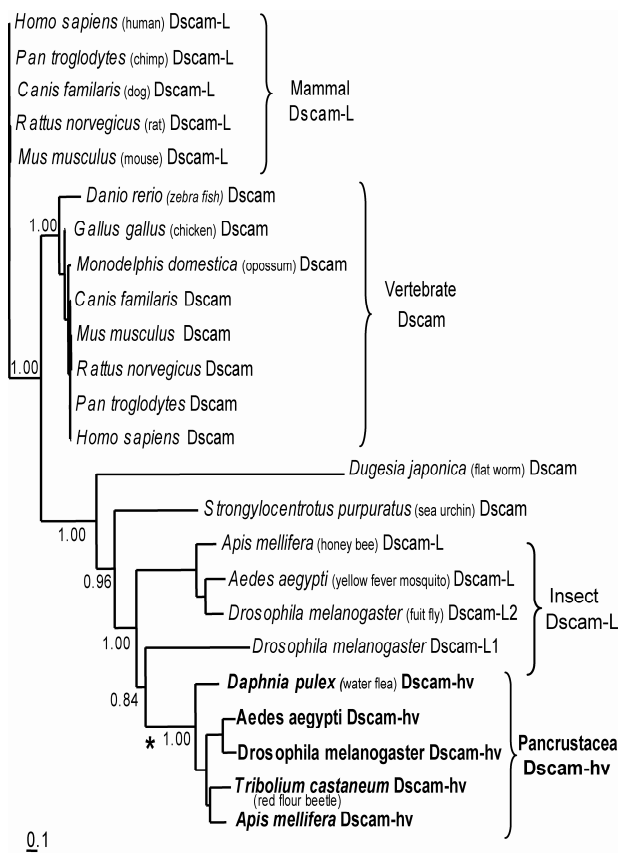 Homo sapiens (human) Dscam-L
Pan troglodytes (chimp) Dscam-L
Canis familaris (dog) Dscam-L
Rattus norvegicus (rat) Dscam-L
Mus musculus (mouse) Dscam-L
Mammal
Dscam-L
Danio rerio (zebra fish) Dscam
1.00
Gallus gallus (chicken) Dscam
Monodelphis domestica (opossum) Dscam
Canis familaris Dscam
Mus musculus Dscam
Rattus norvegicus Dscam
Pan troglodytes Dscam
Homo sapiens Dscam
Vertebrate
Dscam
1.00
Dugesia japonica (flat worm) Dscam
Strongylocentrotus purpuratus (sea urchin) Dscam
1.00
Apis mellifera (honey bee) Dscam-L
0.96
Aedes aegypti (yellow fever mosquito) Dscam-L
Drosophila melanogaster (fuit fly) Dscam-L2
Insect
Dscam-L
1.00
Drosophila melanogaster Dscam-L1
Daphnia pulex (water flea) Dscam-hv
0.84
Aedes aegypti Dscam-hv
* 1.00
Drosophila melanogaster Dscam-hv
Pancrustacea
Dscam-hv
Tribolium castaneum Dscam-hv
(red flour beetle)
Apis mellifera Dscam-hv
0.1